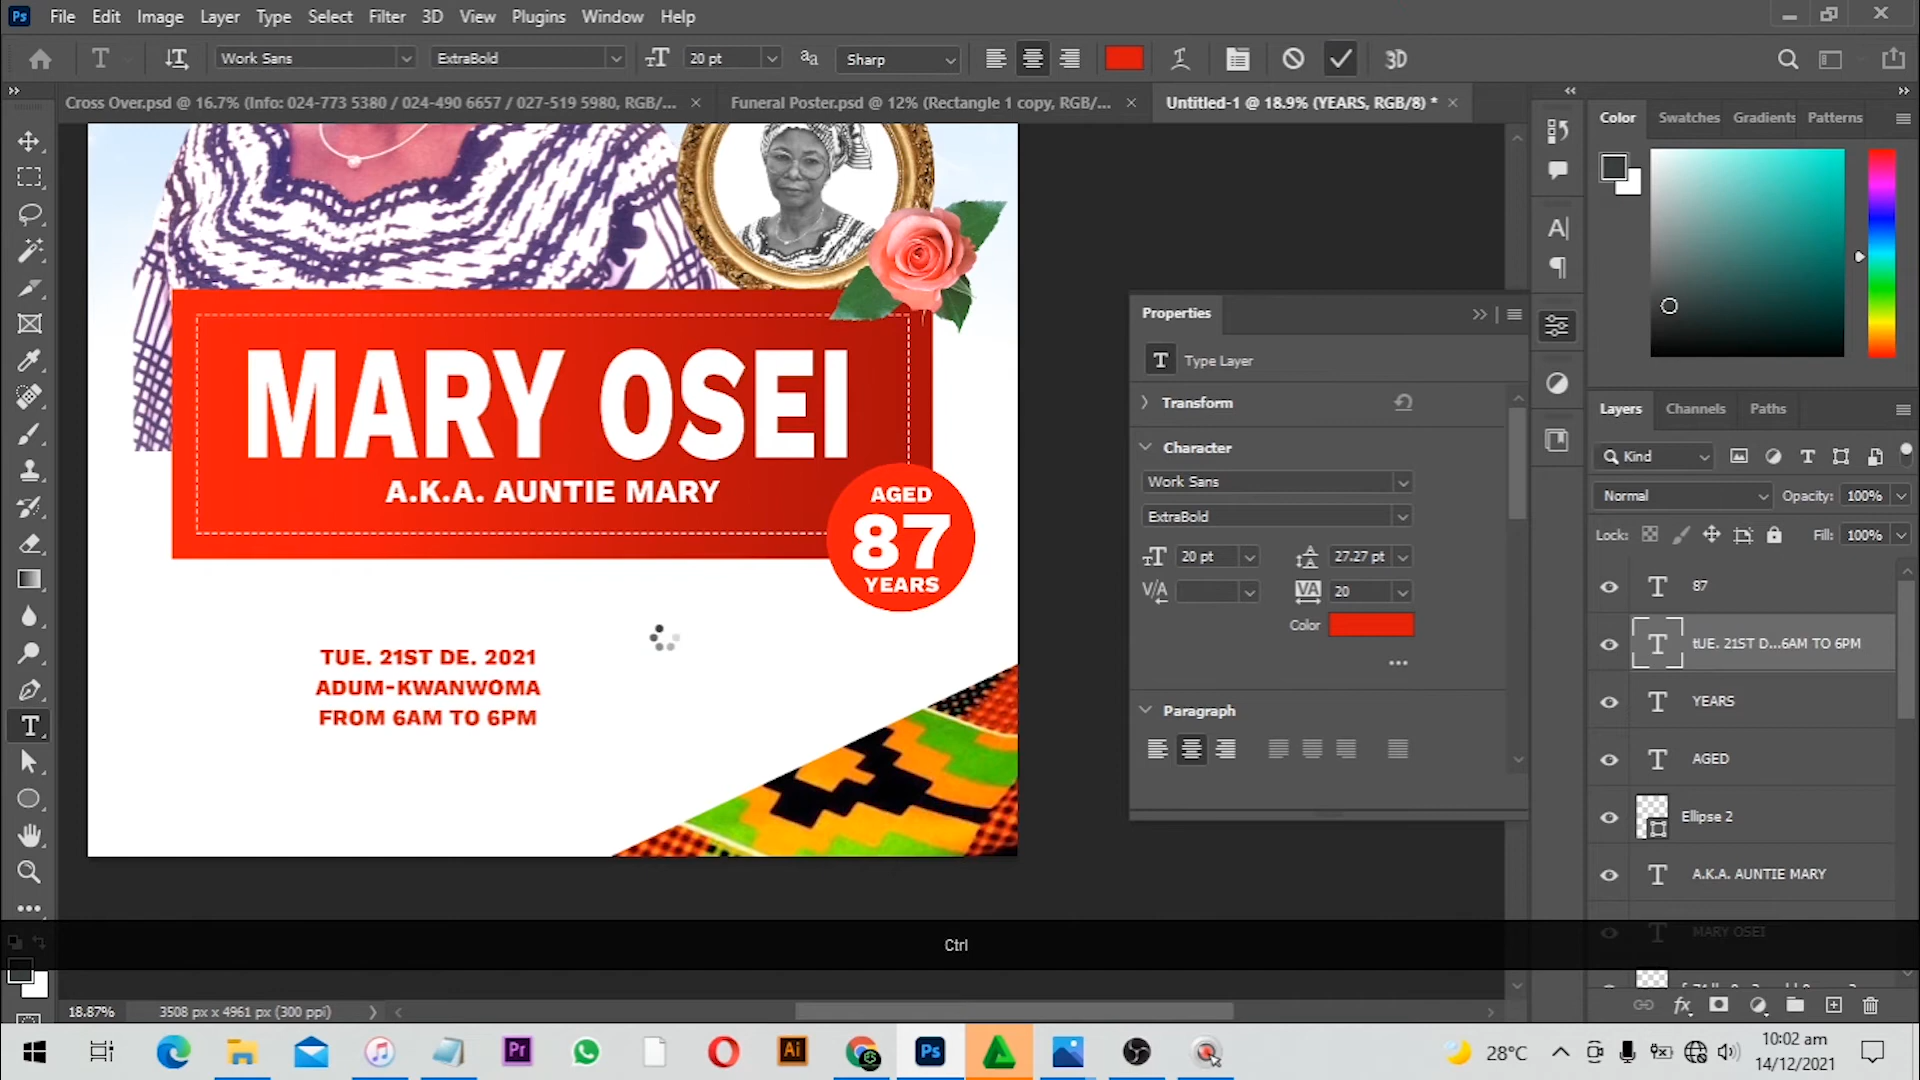 File Edit Image Layer Type Select Filter 3D View Plugins Window Help
Work Sans ExtraBold 20 pt Sharp 3D
Cross Over.psd @ 16.7% (Info: 024-773 5380 / 024-490 6657 / 027-519 5980, RGB/...
Funeral Poster.psd @ 12% (Rectangle 1 copy, RGB/...
Untitled-1 @ 18.9% (YEARS, RGB/8) *
MARY OSEI
A.K.A. AUNTIE MARY
AGED
87
YEARS
TUE. 21ST DE. 2021
ADUM-KWANWOMA
FROM 6AM TO 6PM
Properties
Type Layer
Transform
Character
Work Sans
ExtraBold
20 pt 27.27 pt
20
Color
Paragraph
Color Swatches Gradients Patterns
Layers Channels Paths
Kind
Normal Opacity: 100%
Lock: Fill: 100%
87
tUE. 21ST D...6AM TO 6PM
YEARS
AGED
Ellipse 2
A.K.A. AUNTIE MARY
MARY OSEI
Ctrl
18.87% 3508 px x 4961 px (300 ppi)
28°C
10:02 am
14/12/2021